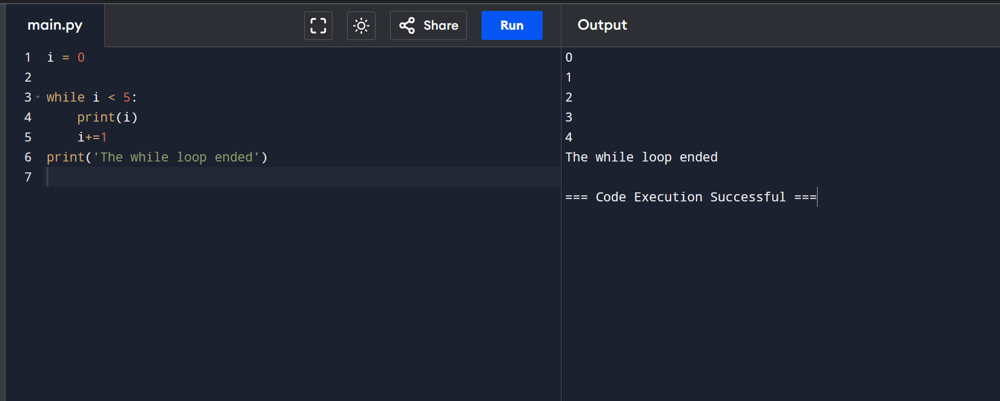 main.py
Share
Run
Output
1 i = 0
2
3 while i < 5:
4     print(i)
5     i+=1
6 print('The while loop ended')
7
0
1
2
3
4
The while loop ended
=== Code Execution Successful ===